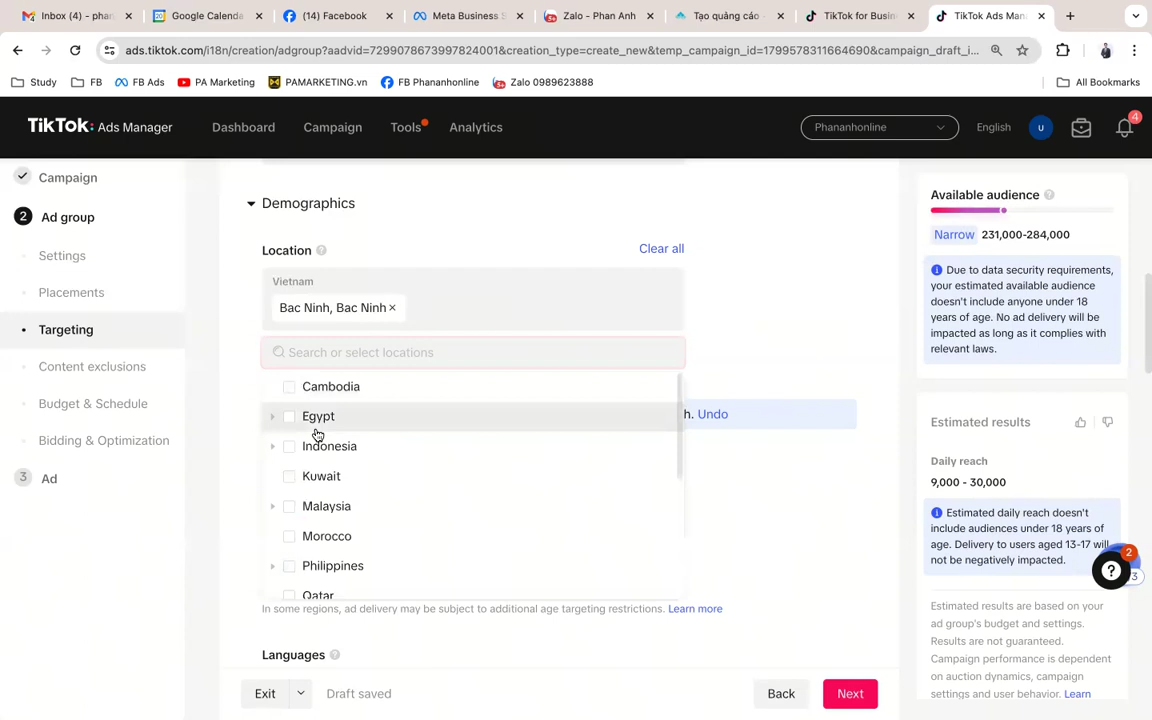 Inbox (4) - phan
Google Calenda
(14) Facebook
Meta Business S
Zalo - Phan Anh
Tạo quảng cáo -
TikTok for Busin
TikTok Ads Mana
ads.tiktok.com/i18n/creation/adgroup?aadvid=7299078673997824001&creation_type=create_new&temp_campaign_id=1799578311664690&campaign_draft_i...
Study
FB
FB Ads
PA Marketing
PAMARKETING.vn
FB Phananhonline
Zalo 0989623888
All Bookmarks
TikTok: Ads Manager
Dashboard
Campaign
Tools
Analytics
Phananhonline
English
U
4
Campaign
2 Ad group
Settings
Placements
Targeting
Content exclusions
Budget & Schedule
Bidding & Optimization
3 Ad
Demographics
Location
Clear all
Vietnam
Bac Ninh, Bac Ninh ×
Search or select locations
Cambodia
Egypt
Indonesia
Kuwait
Malaysia
Morocco
Philippines
Qatar
h. Undo
In some regions, ad delivery may be subject to additional age targeting restrictions. Learn more
Languages
Exit
Draft saved
Back
Next
Available audience
Narrow 231,000-284,000
Due to data security requirements,
your estimated available audience
doesn't include anyone under 18
years of age. No ad delivery will be
impacted as long as it complies with
relevant laws.
Estimated results
Daily reach
9,000 - 30,000
Estimated daily reach doesn't
include audiences under 18 years of
age. Delivery to users aged 13-17 will
not be negatively impacted.
2
3
Estimated results are based on your
ad group's budget and settings.
Results are not guaranteed.
Campaign performance is dependent
on auction dynamics, campaign
settings and user behavior. Learn